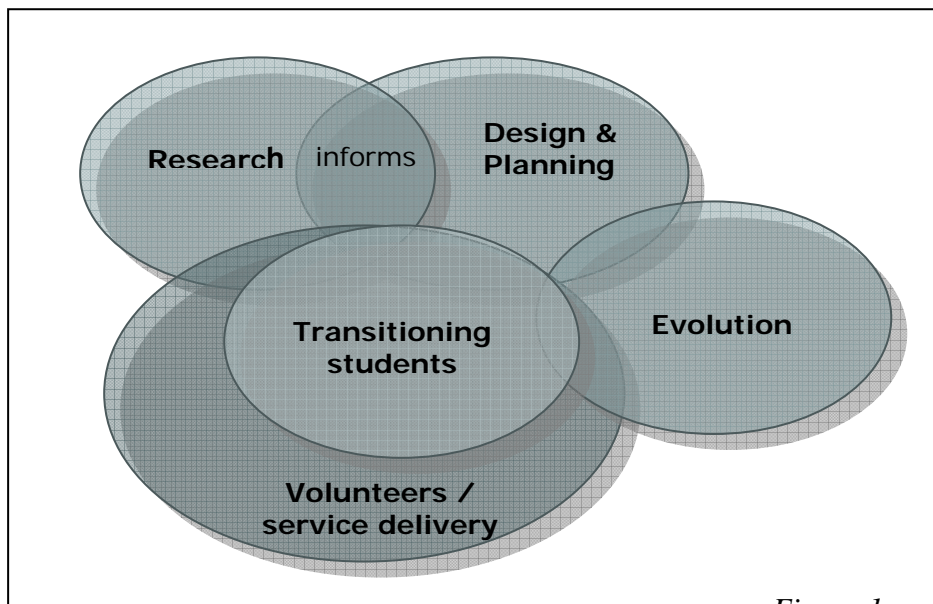 Research informs
Design &
Planning
Evolution
Transitioning
students
Volunteers /
service delivery